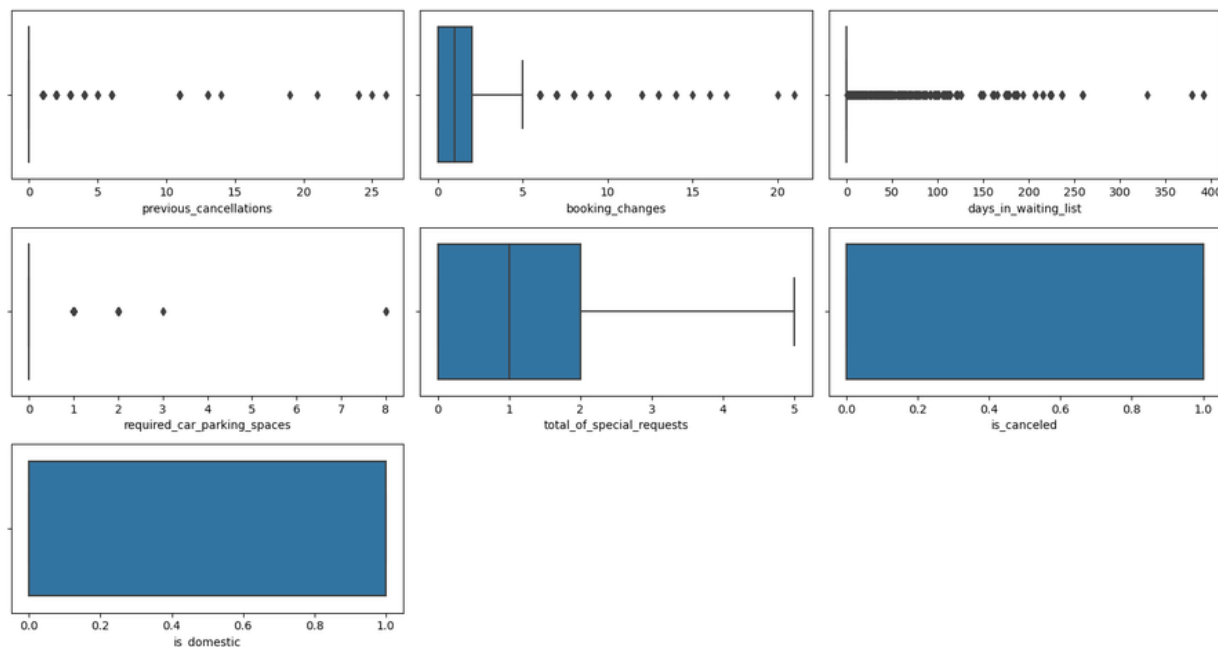 0 5 10 15 20 25
previous_cancellations
0 5 10 15 20
booking_changes
0 50 100 150 200 250 300 350 400
days_in_waiting_list
0 1 2 3 4 5 6 7 8
required_car_parking_spaces
0 1 2 3 4 5
total_of_special_requests
0.0 0.2 0.4 0.6 0.8 1.0
is_canceled
0.0 0.2 0.4 0.6 0.8 1.0
is_domestic